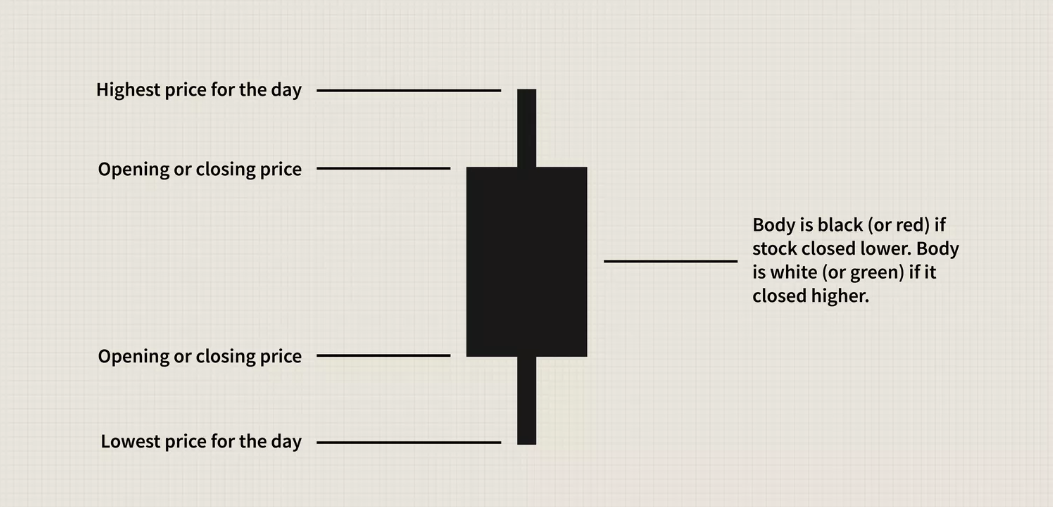 Highest price for the day
Opening or closing price
Body is black (or red) if
stock closed lower. Body
is white (or green) if it
closed higher.
Opening or closing price
Lowest price for the day